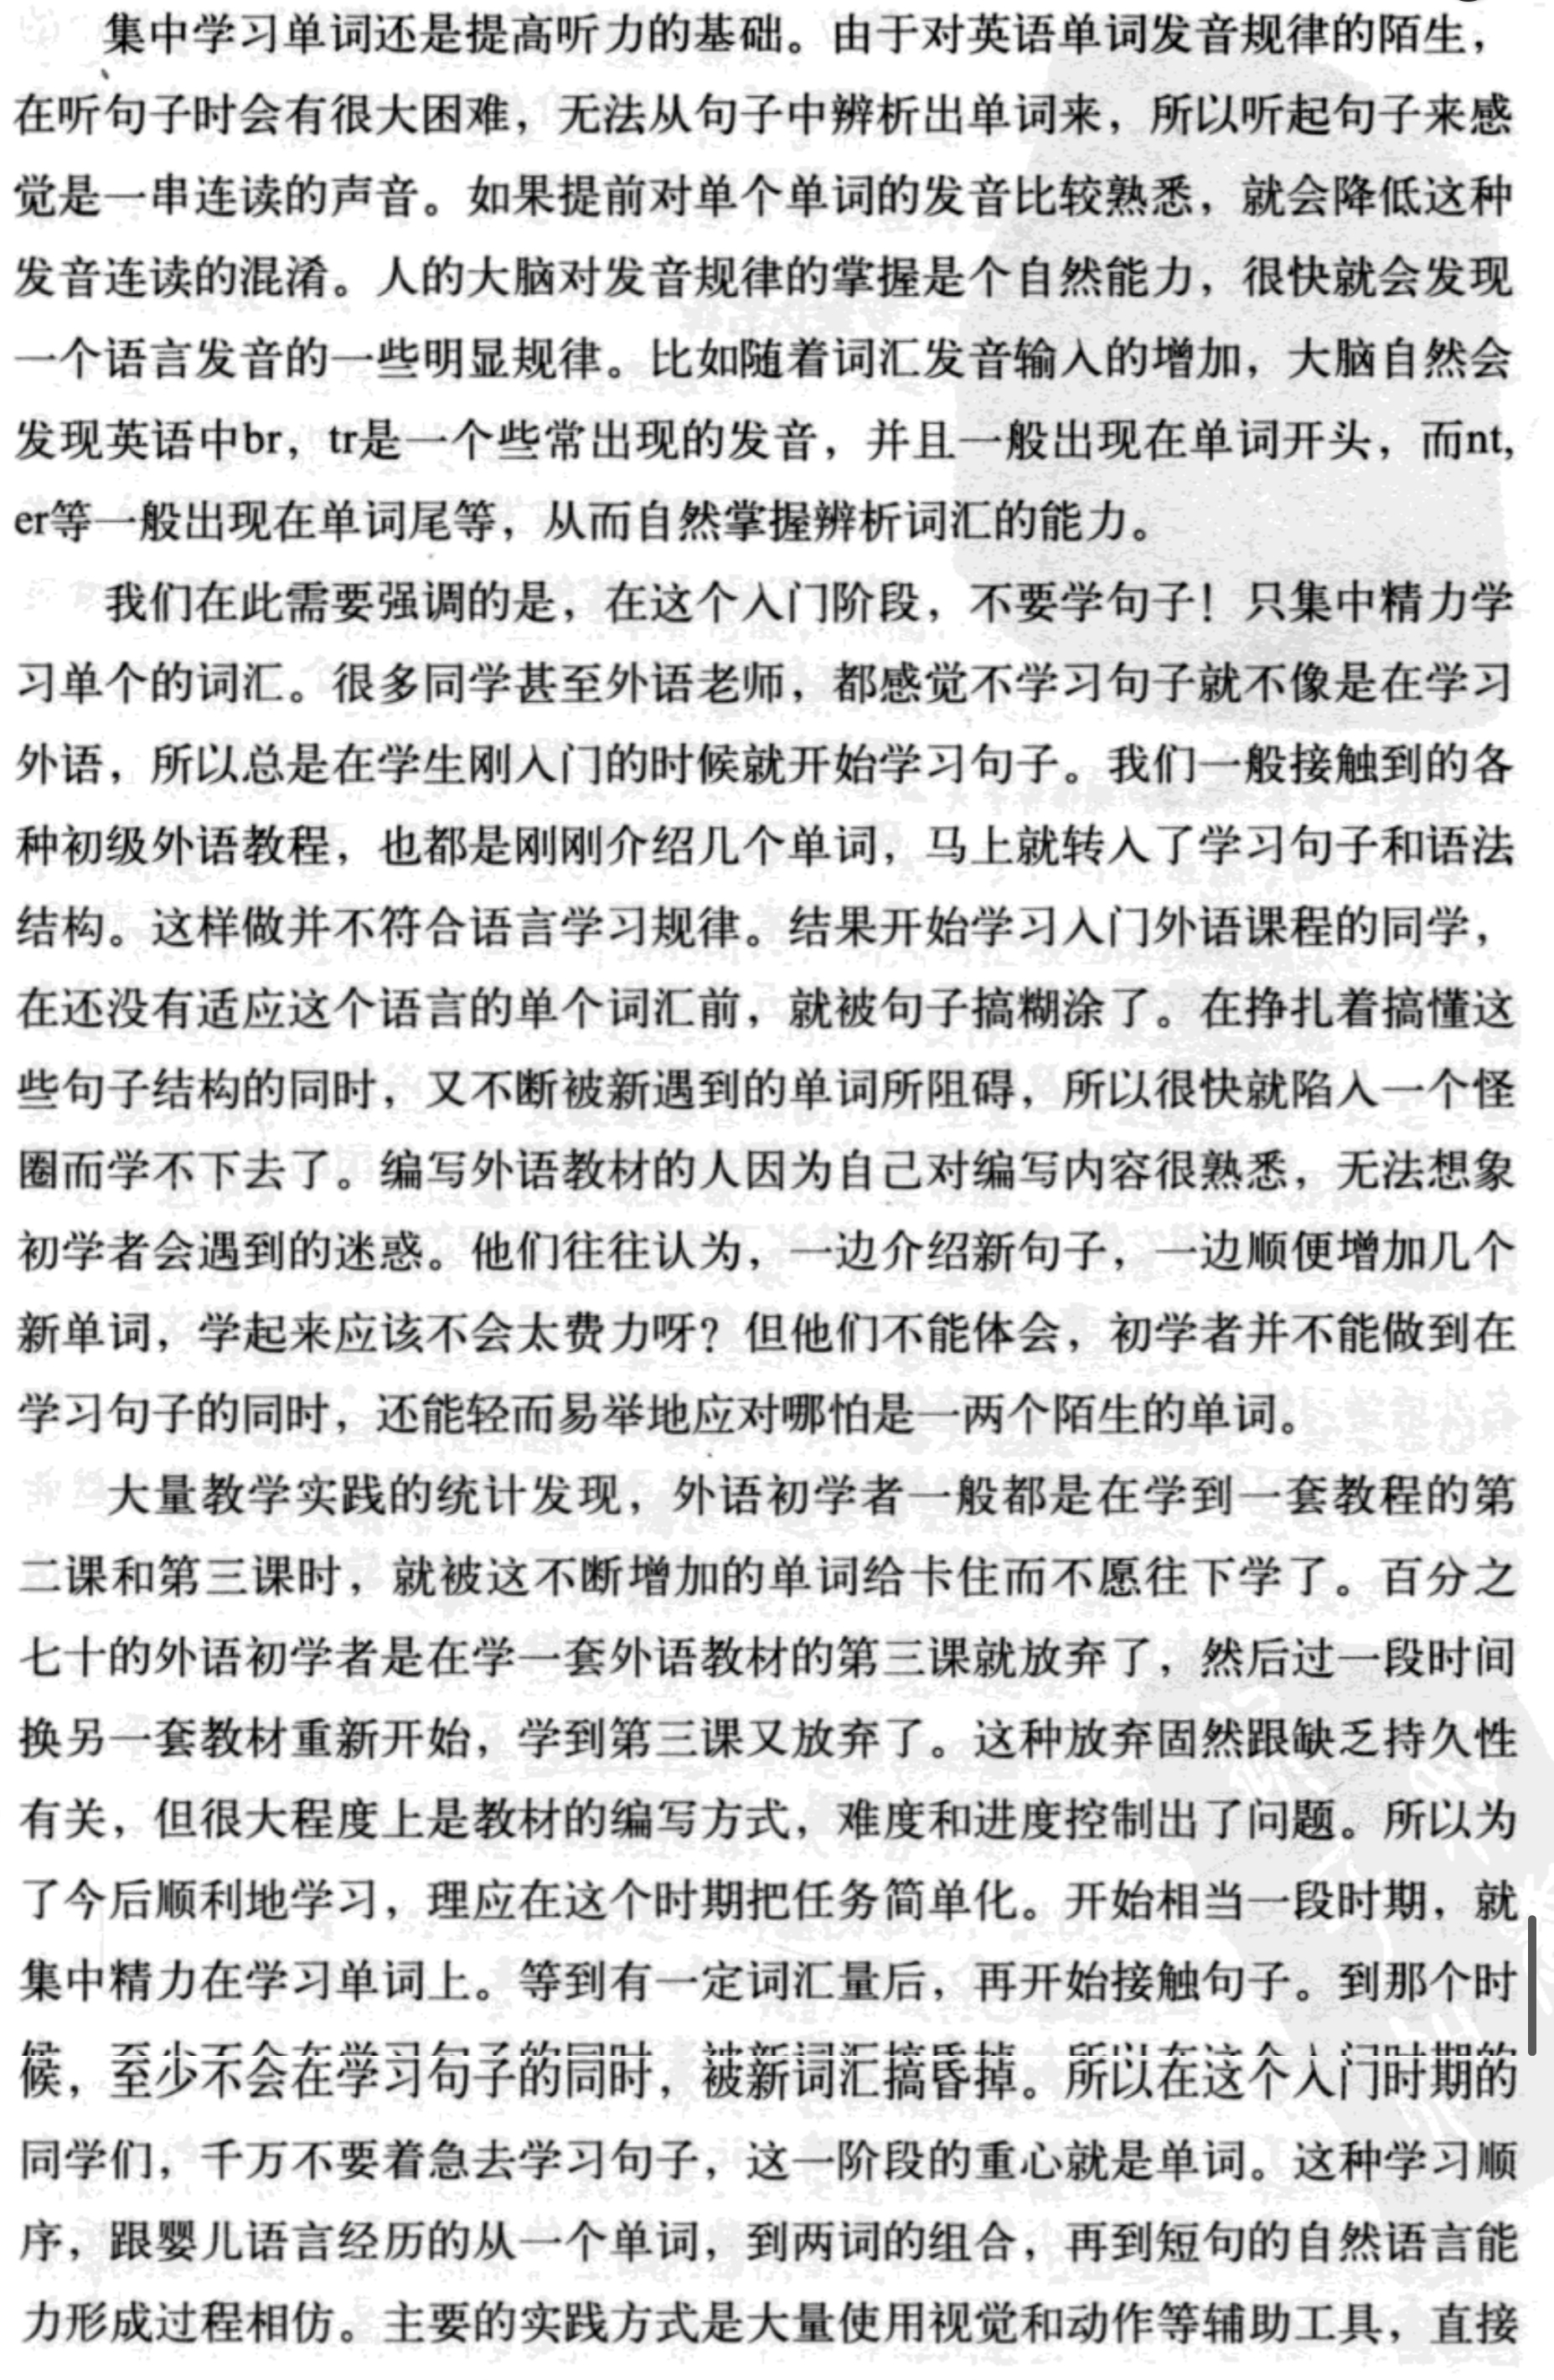 集中学习单词还是提高听力的基础。由于对英语单词发音规律的陌生，
在听句子时会有很大困难，无法从句子中辨析出单词来，所以听起句子来感
觉是一串连读的声音。如果提前对单个单词的发音比较熟悉，就会降低这种
发音连读的混淆。人的大脑对发音规律的掌握是个自然能力，很快就会发现
一个语言发音的一些明显规律。比如随着词汇发音输入的增加，大脑自然会
发现英语中br，tr是一个些常出现的发音，并且一般出现在单词开头，而nt,
er等一般出现在单词尾等，从而自然掌握辨析词汇的能力。
我们在此需要强调的是，在这个入门阶段，不要学句子！只集中精力学
习单个的词汇。很多同学甚至外语老师，都感觉不学习句子就不像是在学习
外语，所以总是在学生刚入门的时候就开始学习句子。我们一般接触到的各
种初级外语教程，也都是刚刚介绍几个单词，马上就转入了学习句子和语法
结构。这样做并不符合语言学习规律。结果开始学习入门外语课程的同学，
在还没有适应这个语言的单个词汇前，就被句子搞糊涂了。在挣扎着搞懂这
些句子结构的同时，又不断被新遇到的单词所阻碍，所以很快就陷入一个怪
圈而学不下去了。编写外语教材的人因为自己对编写内容很熟悉，无法想象
初学者会遇到的迷惑。他们往往认为，一边介绍新句子，一边顺便增加几个
新单词，学起来应该不会太费力呀？但他们不能体会，初学者并不能做到在
学习句子的同时，还能轻而易举地应对哪怕是一两个陌生的单词。
大量教学实践的统计发现，外语初学者一般都是在学到一套教程的第
二课和第三课时，就被这不断增加的单词给卡住而不愿往下学了。百分之
七十的外语初学者是在学一套外语教材的第三课就放弃了，然后过一段时间
换另一套教材重新开始，学到第三课又放弃了。这种放弃固然跟缺乏持久性
有关，但很大程度上是教材的编写方式，难度和进度控制出了问题。所以为
了今后顺利地学习，理应在这个时期把任务简单化。开始相当一段时期，就
集中精力在学习单词上。等到有一定词汇量后，再开始接触句子。到那个时
候，至少不会在学习句子的同时，被新词汇搞昏掉。所以在这个入门时期的
同学们，千万不要着急去学习句子，这一阶段的重心就是单词。这种学习顺
序，跟婴儿语言经历的从一个单词，到两词的组合，再到短句的自然语言能
力形成过程相仿。主要的实践方式是大量使用视觉和动作等辅助工具，直接